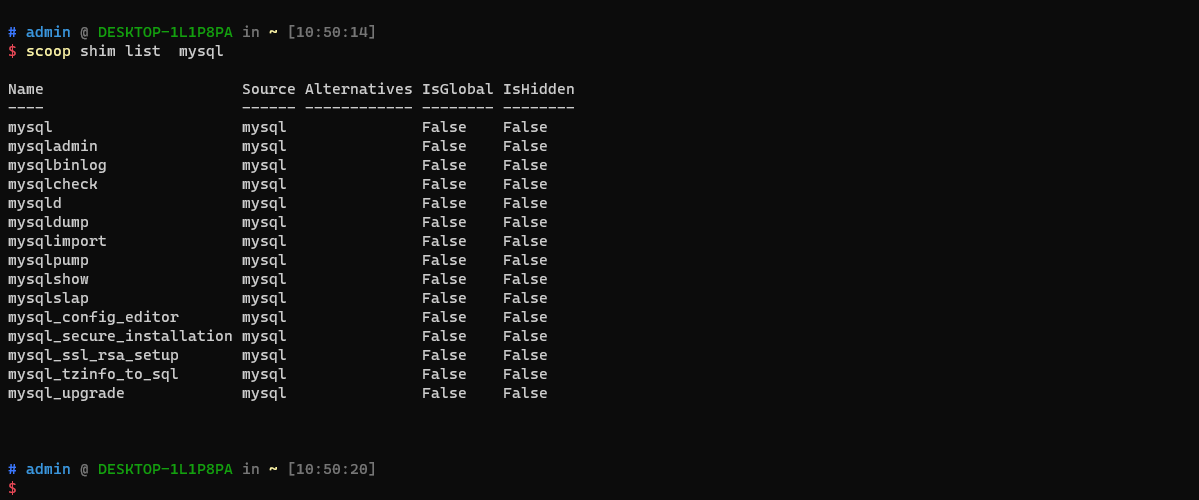 # admin @ DESKTOP-1L1P8PA in ~ [10:50:14]
$ scoop shim list  mysql
Name                      Source Alternatives IsGlobal IsHidden
----                      ------ ------------ -------- --------
mysql                     mysql               False    False
mysqladmin                mysql               False    False
mysqlbinlog               mysql               False    False
mysqlcheck                mysql               False    False
mysqld                    mysql               False    False
mysqldump                 mysql               False    False
mysqlimport               mysql               False    False
mysqlpump                 mysql               False    False
mysqlshow                 mysql               False    False
mysqlslap                 mysql               False    False
mysql_config_editor       mysql               False    False
mysql_secure_installation mysql               False    False
mysql_ssl_rsa_setup       mysql               False    False
mysql_tzinfo_to_sql       mysql               False    False
mysql_upgrade             mysql               False    False
# admin @ DESKTOP-1L1P8PA in ~ [10:50:20]
$